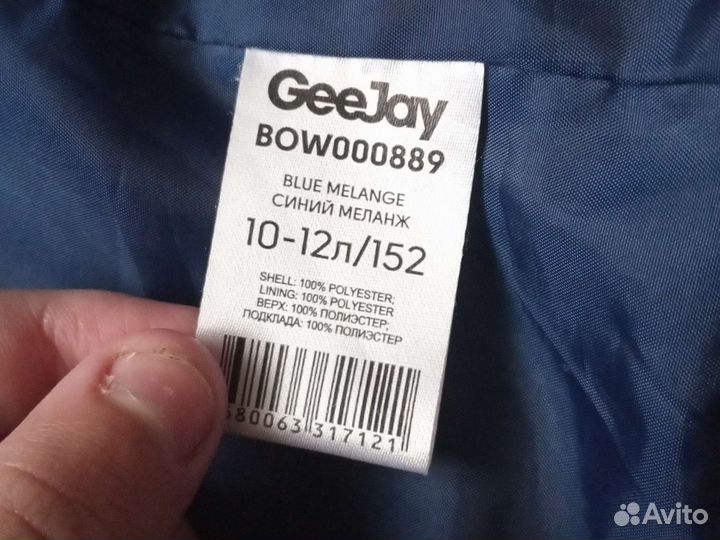 GeeJay
BOW000889
BLUE MELANGE
СИНИЙ МЕЛАНЖ
10-12л/152
SHELL: 100% POLYESTER;
LINING: 100% POLYESTER
ВЕРХ: 100% ПОЛИЭСТЕР;
ПОДКЛАДА: 100% ПОЛИЭСТЕР
680063 317121
Avito